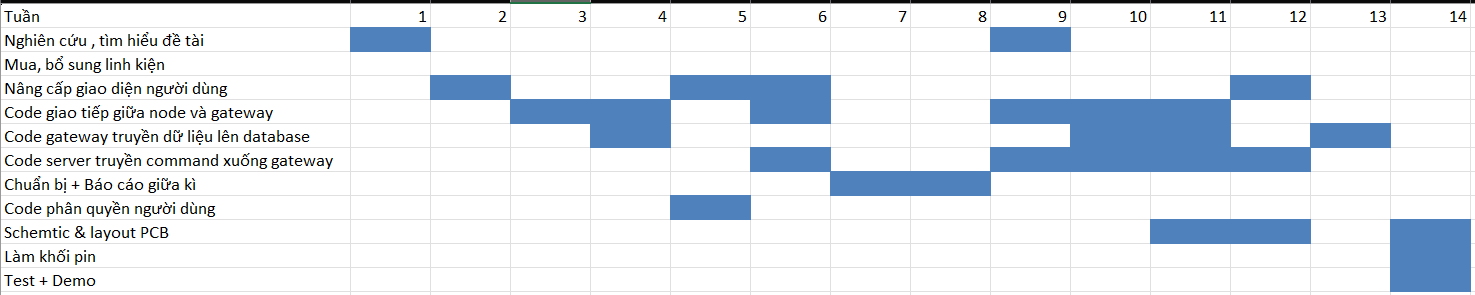 Tuần 1 2 3 4 5 6 7 8 9 10 11 12 13 14
Nghiên cứu , tìm hiểu đề tài
Mua, bổ sung linh kiện
Nâng cấp giao diện người dùng
Code giao tiếp giữa node và gateway
Code gateway truyền dữ liệu lên database
Code server truyền command xuống gateway
Chuẩn bị + Báo cáo giữa kì
Code phân quyền người dùng
Schemtic & layout PCB
Làm khối pin
Test + Demo